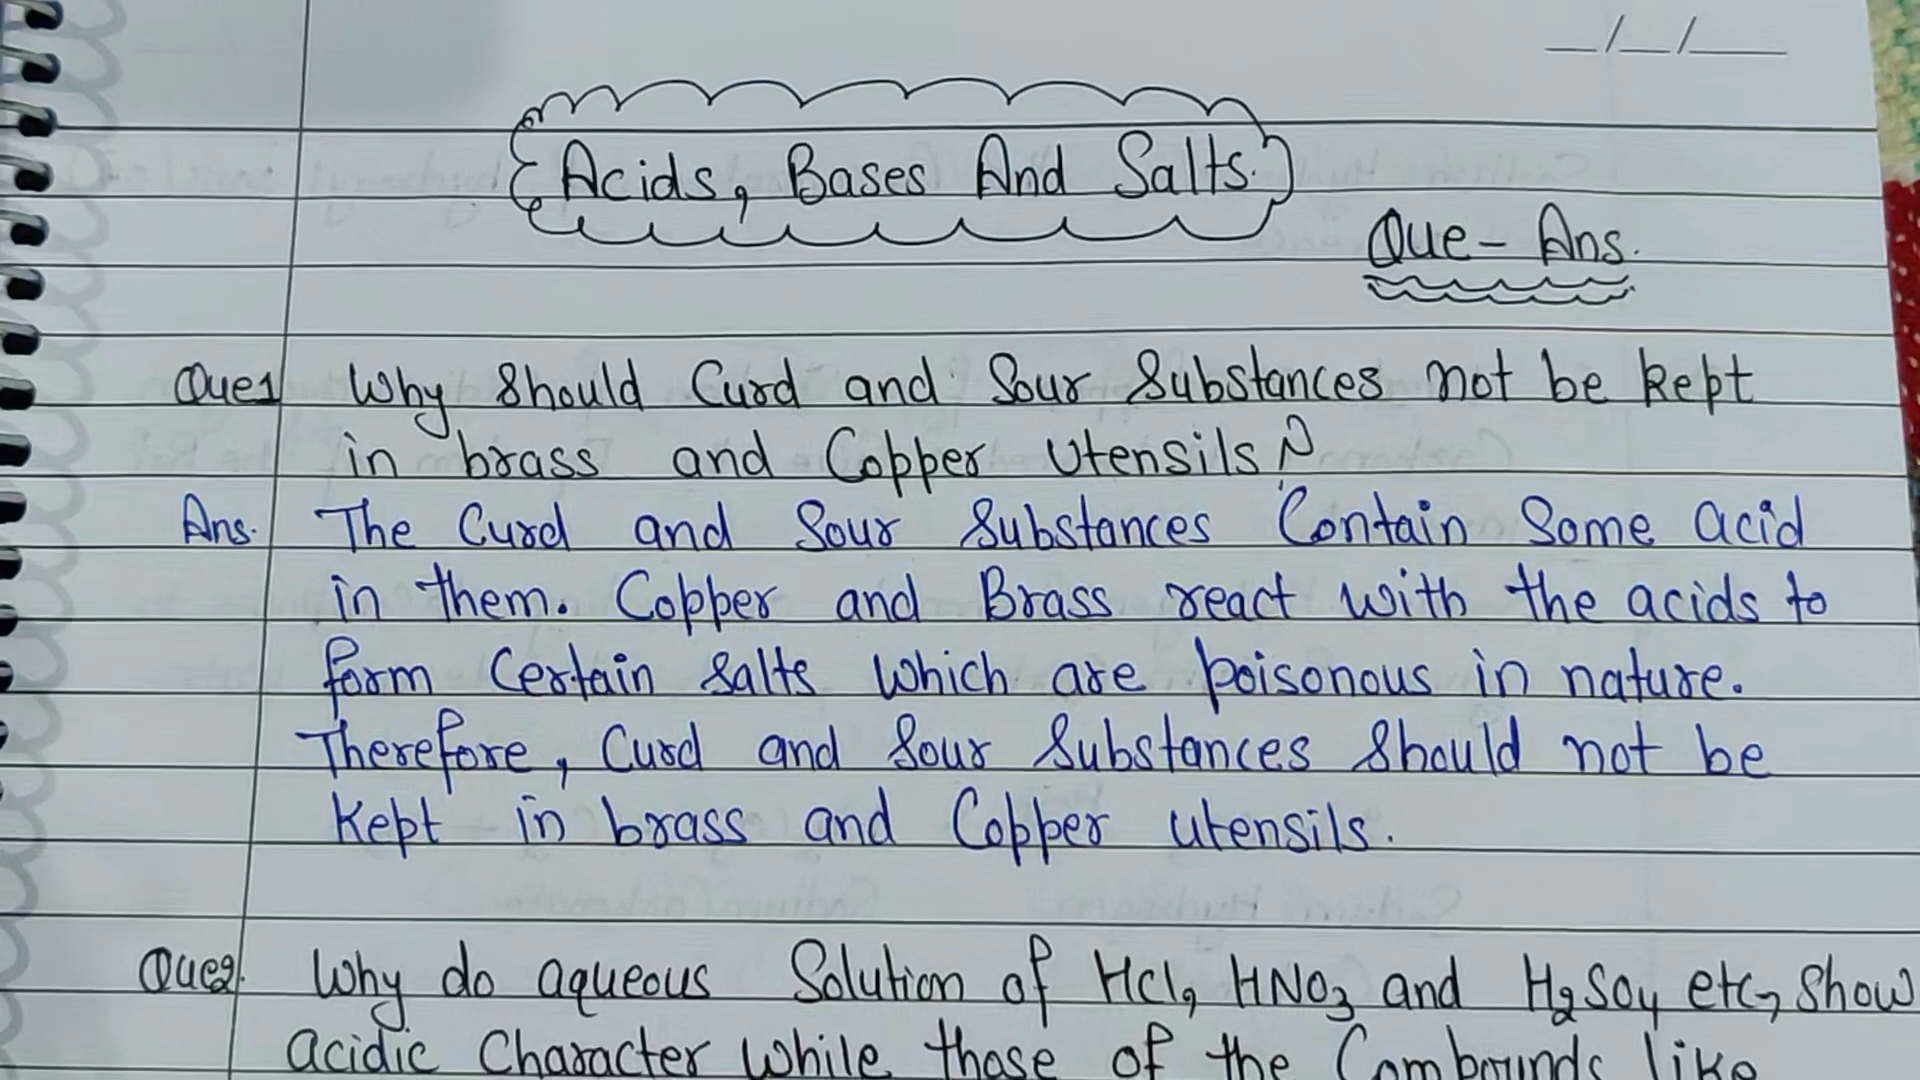 __/__/____
Acids, Bases And Salts.
Que - Ans.
Que1 Why Should Curd and Sour Substances not be kept
in brass and Copper Utensils?
Ans. The Curd and Sour Substances Contain Some acid
in them. Copper and Brass react with the acids to
form Certain Salts which are poisonous in nature.
Therefore, Curd and Sour Substances Should not be
kept in brass and Copper utensils.
Que2. Why do aqueous Solution of Hcl, HNO3 and H2SO4 etc, Show
acidic Character While those of the Compounds like